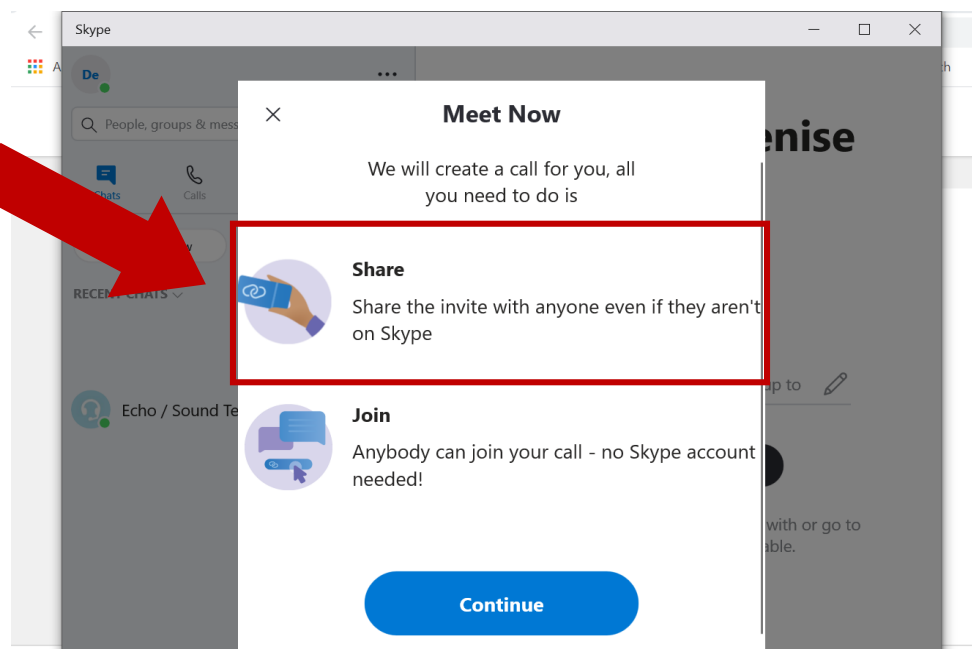 Skype
A
De
...
People, groups & mess
Chats
Calls
w
RECENT CHATS
Echo / Sound Te
Meet Now
We will create a call for you, all
you need to do is
Share
Share the invite with anyone even if they aren't
on Skype
Join
Anybody can join your call - no Skype account
needed!
Continue
enise
up to
with or go to
able.
h